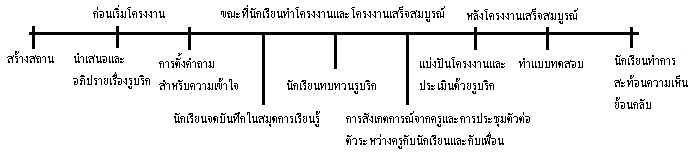 ก่อนเริ่มโครงงาน
ขณะที่นักเรียนทำโครงงานและโครงงานเสร็จสมบูรณ์
หลังโครงงานเสร็จสมบูรณ์
สร้างสถาน
นำเสนอและ
อภิปรายเรื่องรูบริก
การตั้งคำถาม
สำหรับความเข้าใจ
นักเรียนจดบันทึกในสมุดการเรียนรู้
นักเรียนทบทวนรูบริก
การสังเกตการณ์จากครูและการประชุมตัวต่อ
ตัวระหว่างครูกับนักเรียนและกับเพื่อน
แบ่งปันโครงงานและ
ประเมินด้วยรูบริก
ทำแบบทดสอบ
นักเรียนทำการ
สะท้อนความเห็น
ย้อนกลับ